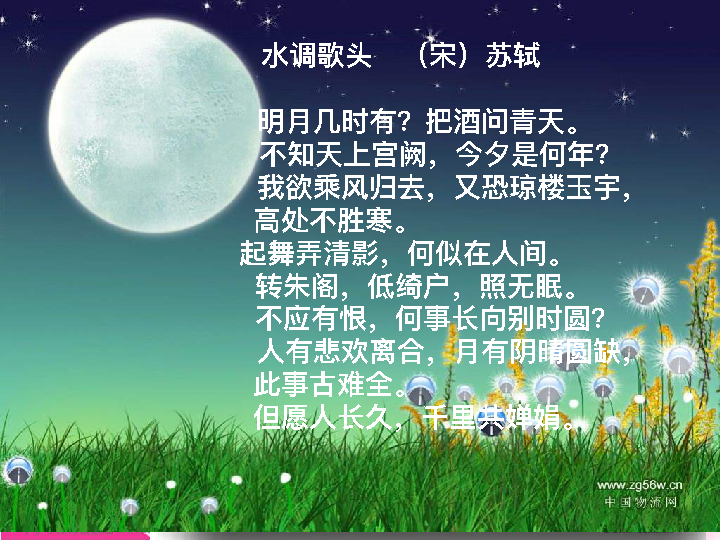 水调歌头 （宋）苏轼
明月几时有？把酒问青天。
不知天上宫阙，今夕是何年？
我欲乘风归去，又恐琼楼玉宇，
高处不胜寒。
起舞弄清影，何似在人间。
转朱阁，低绮户，照无眠。
不应有恨，何事长向别时圆？
人有悲欢离合，月有阴晴圆缺，
此事古难全。
但愿人长久，千里共婵娟。
www.zg56w.cn
中国物流网